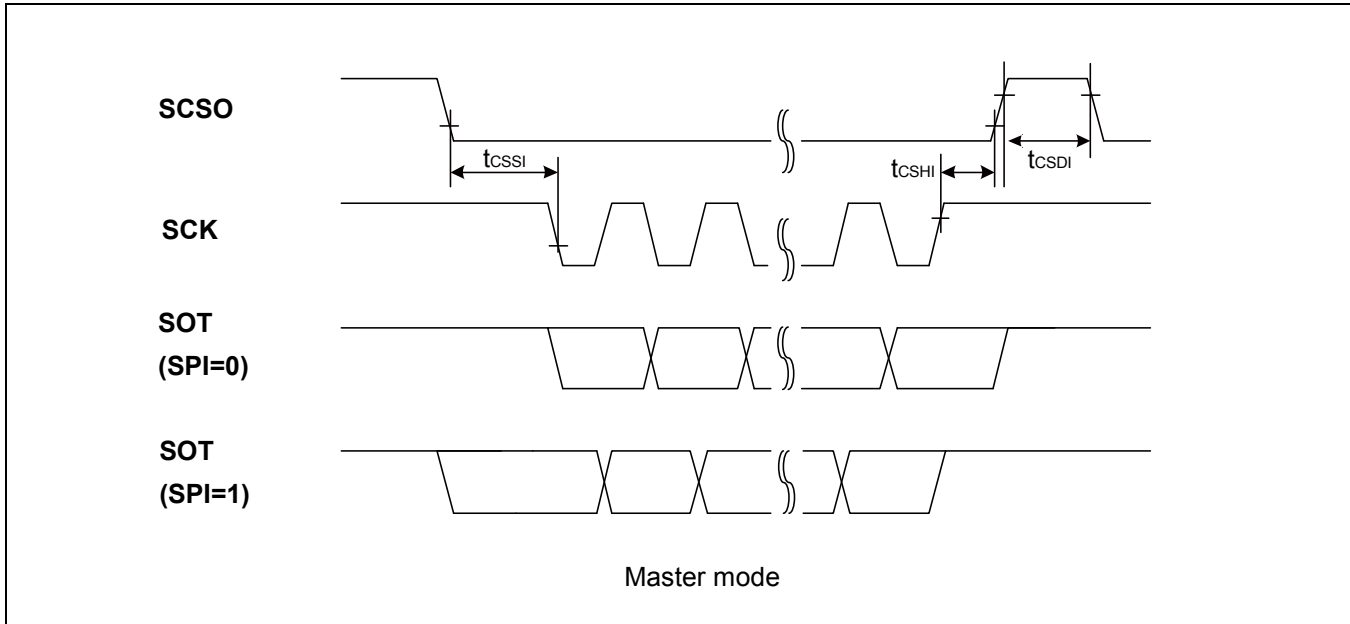 SCSO
tCSSI
tCSHI
tCSDI
SCK
SOT
(SPI=0)
SOT
(SPI=1)
Master mode